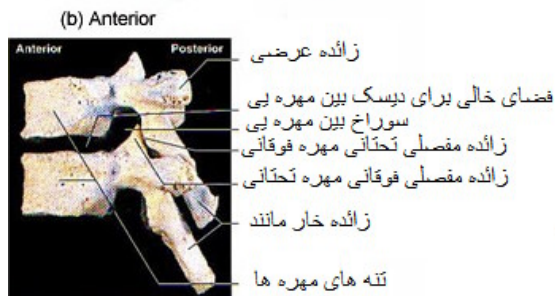 (b) Anterior
Anterior
Posterior
زائده عرضی
فضای خالی برای دیسک بین مهره یی
سوراخ بین مهره یی
زائده مفصلی تحتانی مهره فوقانی
زائده مفصلی فوقانی مهره تحتانی
زائده خار مانند
تنه های مهره ها